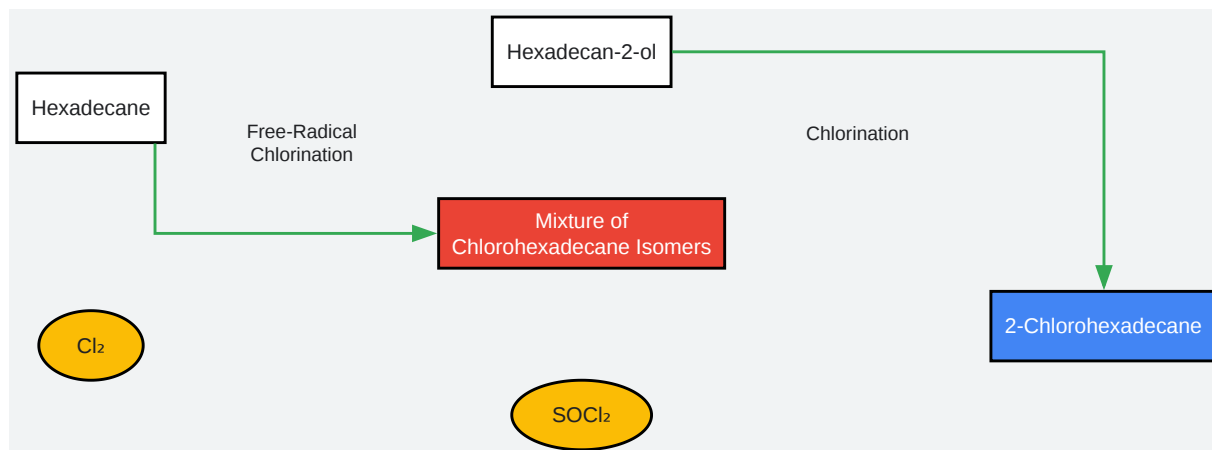 Hexadecan-2-ol
Hexadecane
Free-Radical
Chlorination
Chlorination
Mixture of
Chlorohexadecane Isomers
2-Chlorohexadecane
Cl₂
SOCl₂